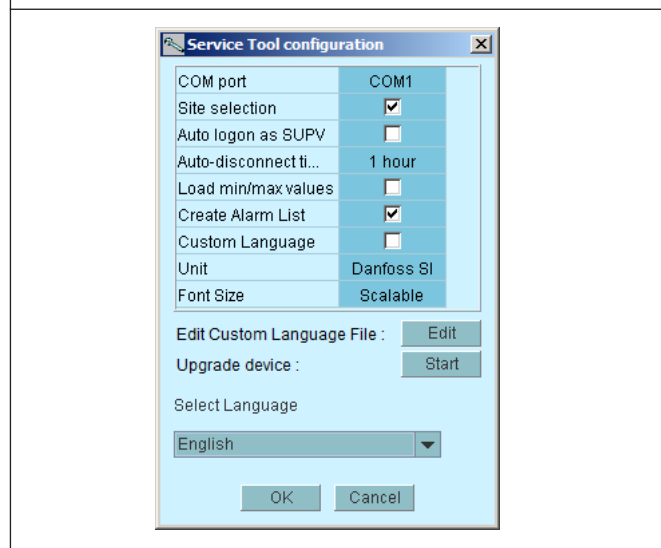 Service Tool configuration
COM port COM1
Site selection
Auto logon as SUPV
Auto-disconnect ti... 1 hour
Load min/max values
Create Alarm List
Custom Language
Unit Danfoss SI
Font Size Scalable
Edit Custom Language File : Edit
Upgrade device : Start
Select Language
English
OK Cancel